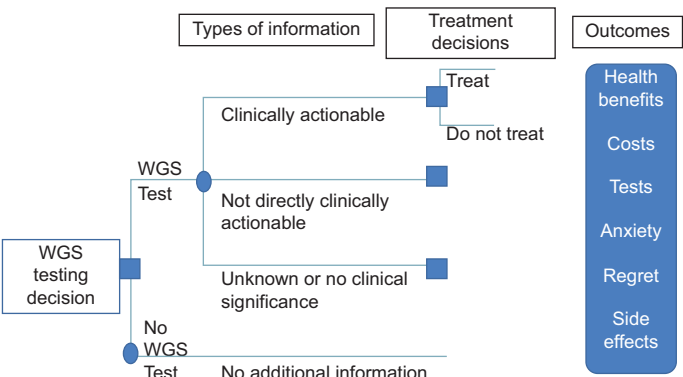 Types of information
Treatment
decisions
Outcomes
Treat
Clinically actionable
Do not treat
WGS
Test
Not directly clinically
actionable
WGS
testing
decision
Unknown or no clinical
significance
No
WGS
Test
No additional information
Health
benefits
Costs
Tests
Anxiety
Regret
Side
effects